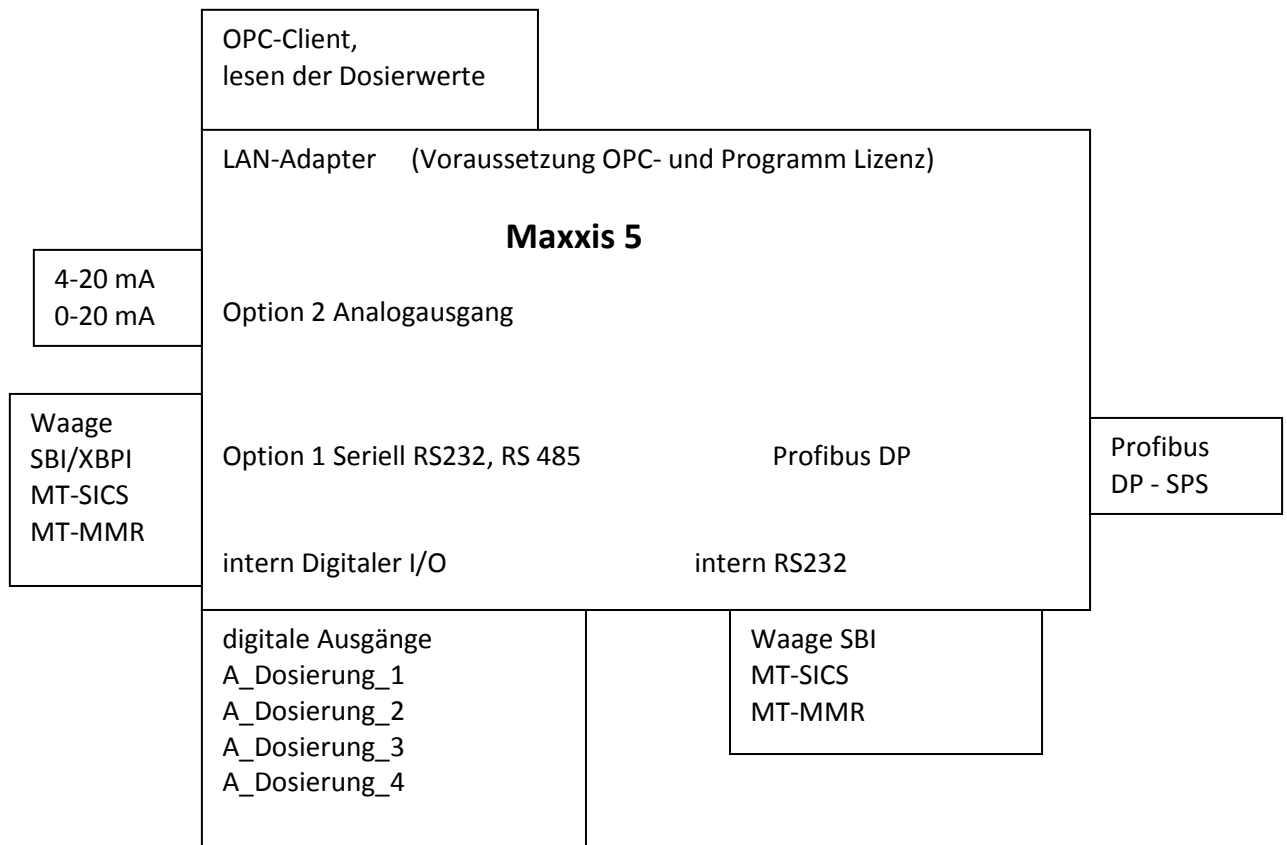 OPC-Client,
lesen der Dosierwerte
LAN-Adapter (Voraussetzung OPC- und Programm Lizenz)
Maxxis 5
4-20 mA
0-20 mA
Option 2 Analogausgang
Waage
SBI/XBPI
MT-SICS
MT-MMR
Option 1 Seriell RS232, RS 485
Profibus DP
Profibus
DP - SPS
intern Digitaler I/O
intern RS232
digitale Ausgänge
A_Dosierung_1
A_Dosierung_2
A_Dosierung_3
A_Dosierung_4
Waage SBI
MT-SICS
MT-MMR